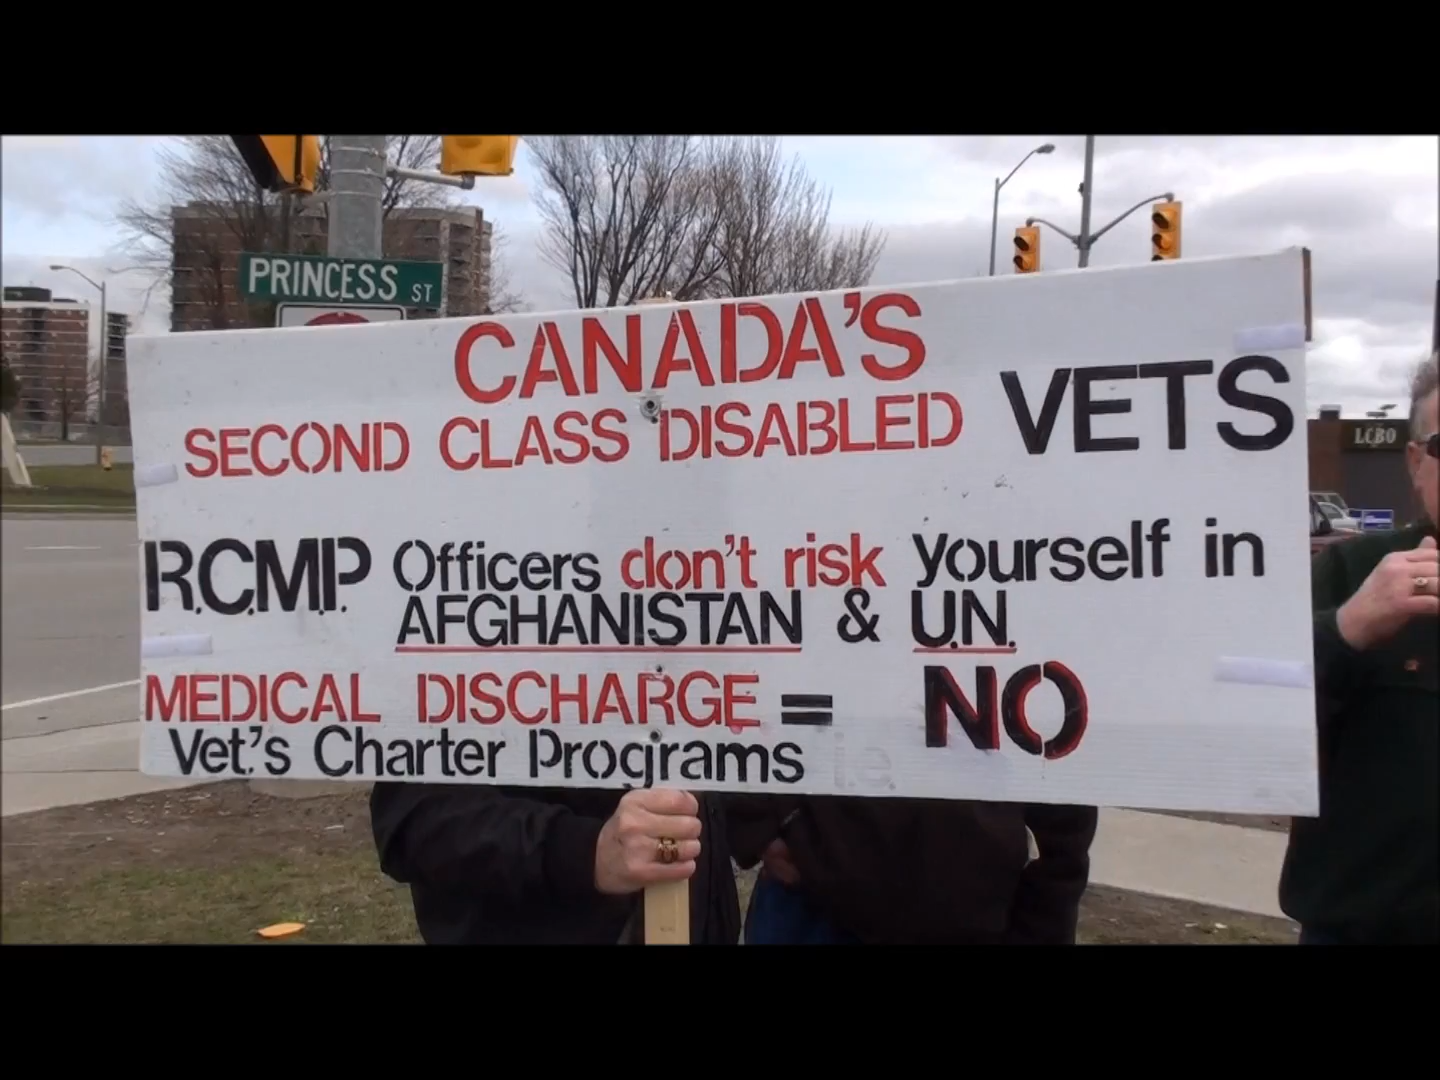 PRINCESS ST
CANADA'S
SECOND CLASS DISABLED VETS
R.C.M.P. Officers don't risk yourself in
AFGHANISTAN & U.N.
MEDICAL DISCHARGE = NO
Vet.'s Charter Programs i.e.
LCBO